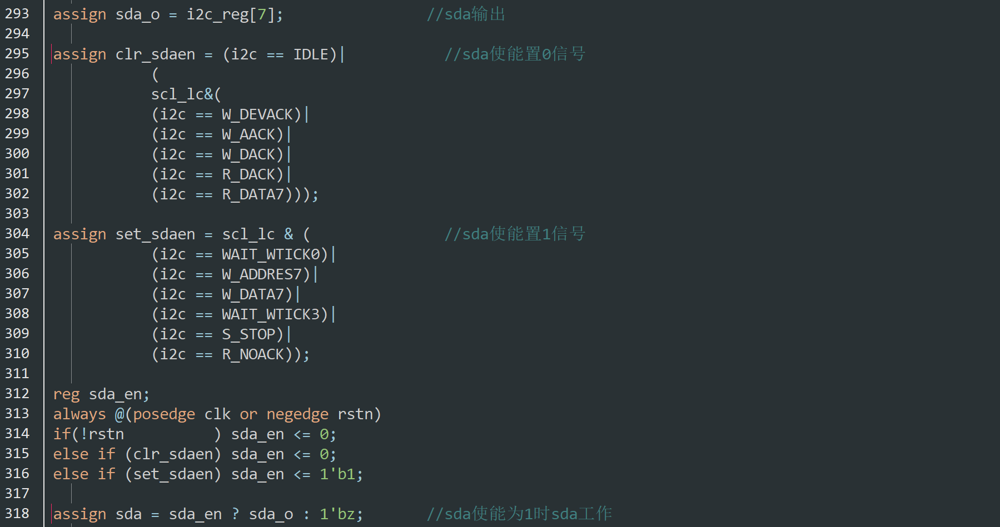 293 assign sda_o = i2c_reg[7];                //sda输出
294
295 assign clr_sdaen = (i2c == IDLE)|           //sda使能置0信号
296            (
297            scl_lc&(
298            (i2c == W_DEVACK)|
299            (i2c == W_AACK)|
300            (i2c == W_DACK)|
301            (i2c == R_DACK)|
302            (i2c == R_DATA7)));
303
304 assign set_sdaen = scl_lc & (               //sda使能置1信号
305            (i2c == WAIT_WTICK0)|
306            (i2c == W_ADDRES7)|
307            (i2c == W_DATA7)|
308            (i2c == WAIT_WTICK3)|
309            (i2c == S_STOP)|
310            (i2c == R_NOACK));
311
312 reg sda_en;
313 always @(posedge clk or negedge rstn)
314 if(!rstn          ) sda_en <= 0;
315 else if (clr_sdaen) sda_en <= 0;
316 else if (set_sdaen) sda_en <= 1'b1;
317
318 assign sda = sda_en ? sda_o : 1'bz;       //sda使能为1时sda工作